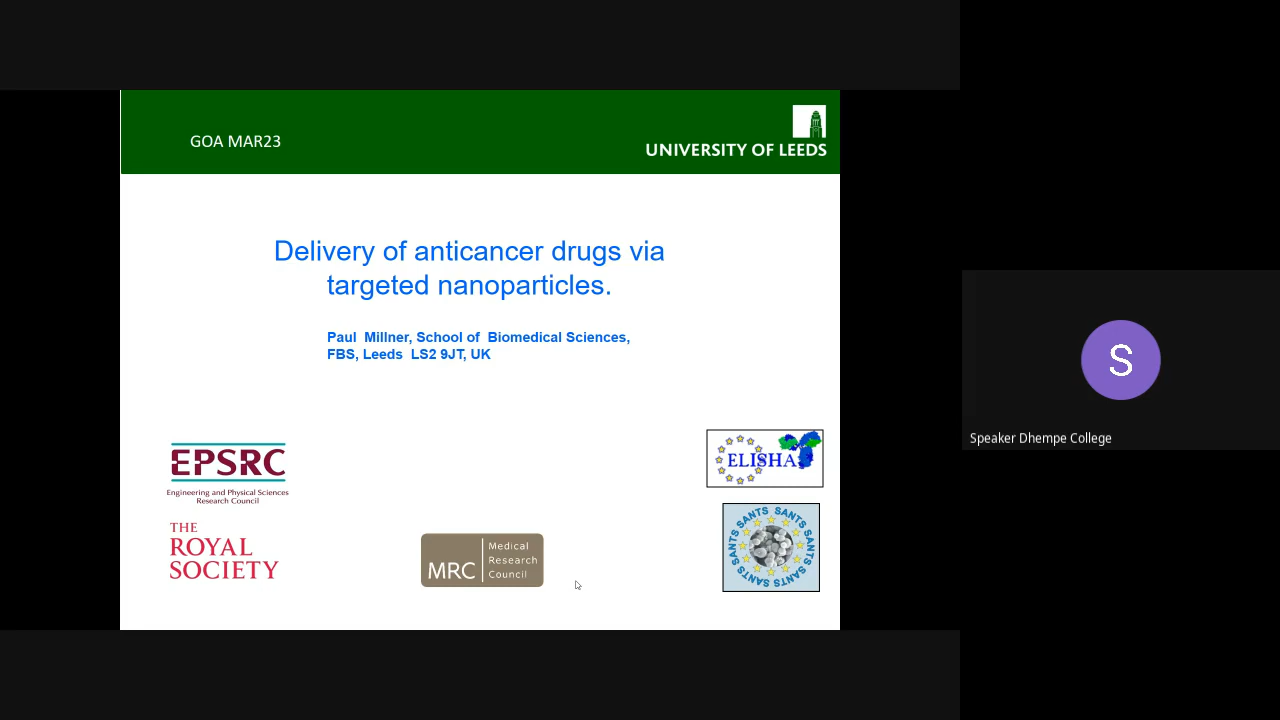 GOA MAR23
UNIVERSITY OF LEEDS
Delivery of anticancer drugs via
targeted nanoparticles.
Paul Millner, School of Biomedical Sciences,
FBS, Leeds LS2 9JT, UK
EPSRC
Engineering and Physical Sciences
Research Council
THE
ROYAL
SOCIETY
MRC
Medical
Research
Council
ELISHA
SANTS SANTS SANTS SANTS SANTS SANTS
S
Speaker Dhempe College